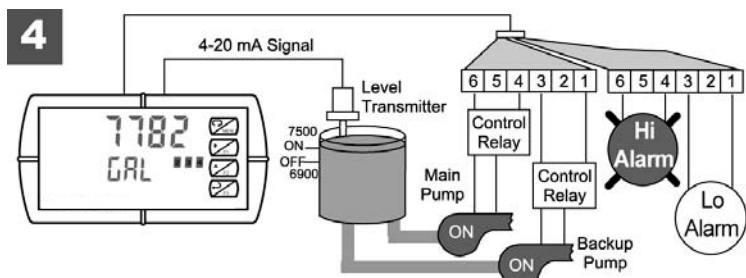 4
4-20 mA Signal
Level
Transmitter
7782
GAL
7500
ON
OFF
6900
6 5 4 3 2 1
6 5 4 3 2 1
Control
Relay
Control
Relay
Main
Pump
ON
ON
Backup
Pump
Hi
Alarm
Lo
Alarm